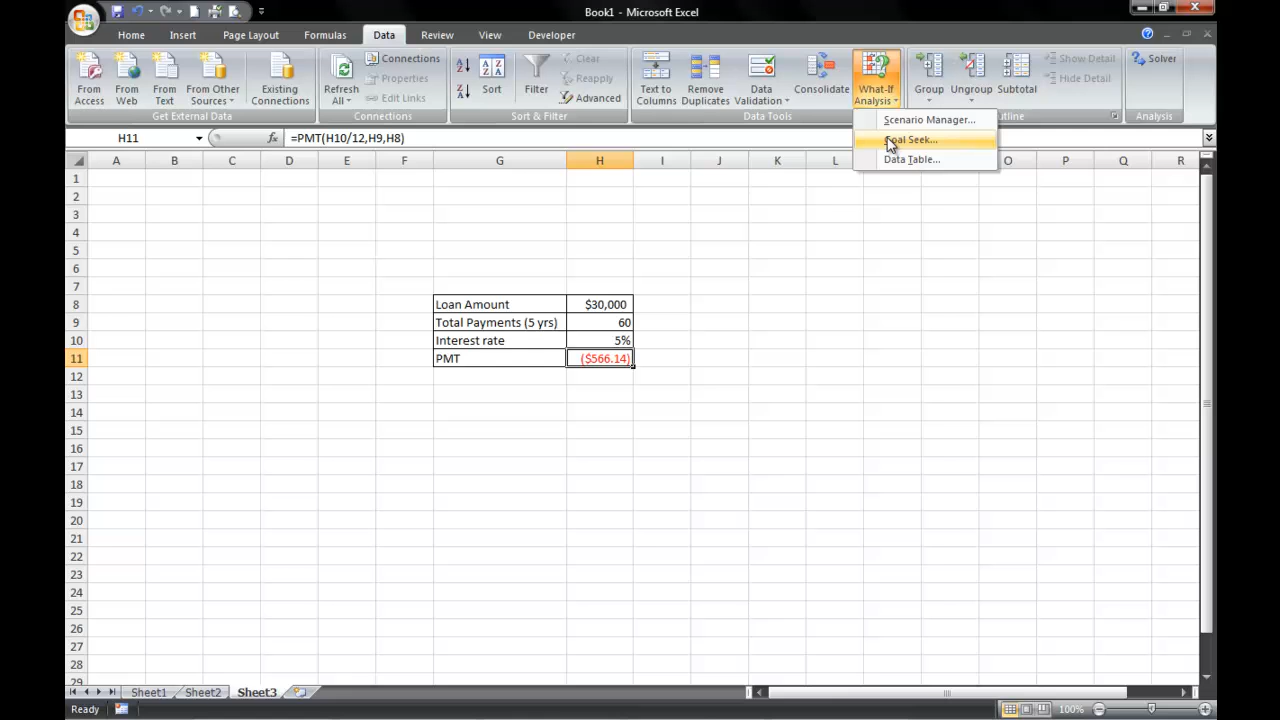 Book1 - Microsoft Excel
Home Insert Page Layout Formulas Data Review View Developer
From Access
From Web
From Text
From Other Sources
Existing Connections
Get External Data
Refresh All
Connections
Properties
Edit Links
Connections
Sort
Filter
Clear
Reapply
Advanced
Sort & Filter
Text to Columns
Remove Duplicates
Data Validation
Consolidate
What-If Analysis
Data Tools
Group
Ungroup
Subtotal
Show Detail
Hide Detail
Solver
Analysis
Scenario Manager...
Goal Seek...
Data Table...
H11 fx =PMT(H10/12,H9,H8)
A B C D E F G H I J K L O P Q R
1
2
3
4
5
6
7
8 Loan Amount $30,000
9 Total Payments (5 yrs) 60
10 Interest rate 5%
11 PMT ($566.14)
12
13
14
15
16
17
18
19
20
21
22
23
24
25
26
27
28
29
Sheet1 Sheet2 Sheet3
Ready 100%